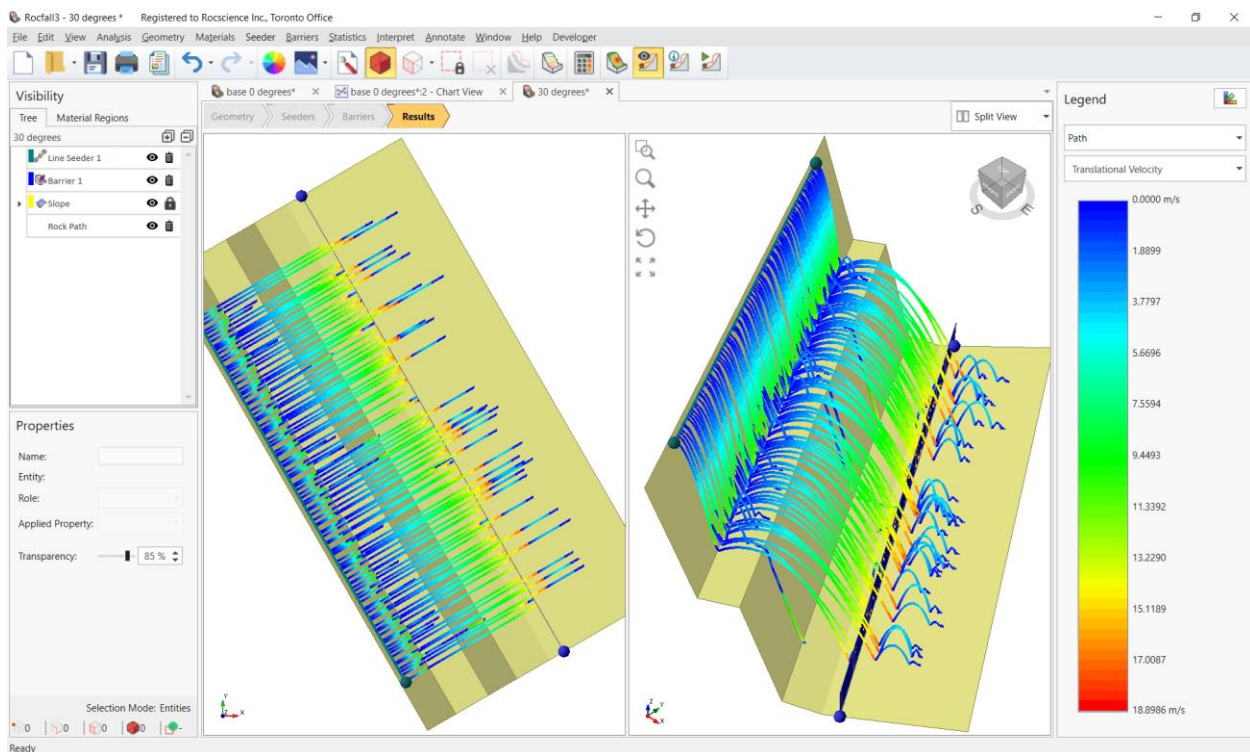 Rocfall3 - 30 degrees * Registered to Rocscience Inc., Toronto Office
File Edit View Analysis Geometry Materials Seeder Barriers Statistics Interpret Annotate Window Help Developer
Visibility
Tree Material Regions
30 degrees
Line Seeder 1
Barrier 1
Slope
Rock Path
Properties
Name:
Entity:
Role:
Applied Property:
Transparency: 85 %
Selection Mode: Entities
0 0 0 0 -
Ready
base 0 degrees* base 0 degrees*:2 - Chart View 30 degrees*
Geometry Seeders Barriers Results
Split View
Y
Z
X
S
E
Z
Y
X
Legend
Path
Translational Velocity
0.0000 m/s
1.8899
3.7797
5.6696
7.5594
9.4493
11.3392
13.2290
15.1189
17.0087
18.8986 m/s